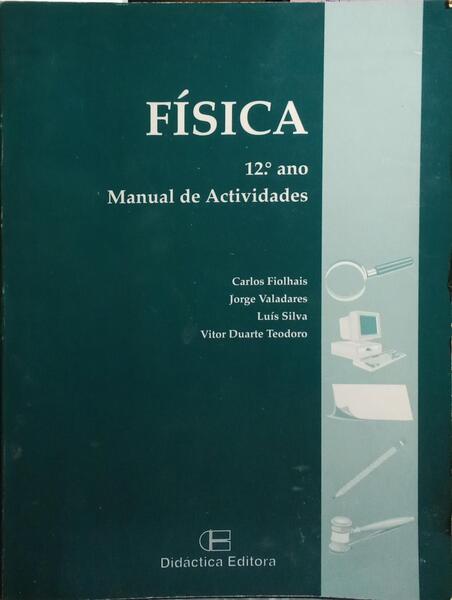 FÍSICA
12.° ano
Manual de Actividades
Carlos Fiolhais
Jorge Valadares
Luís Silva
Vitor Duarte Teodoro
Didáctica Editora